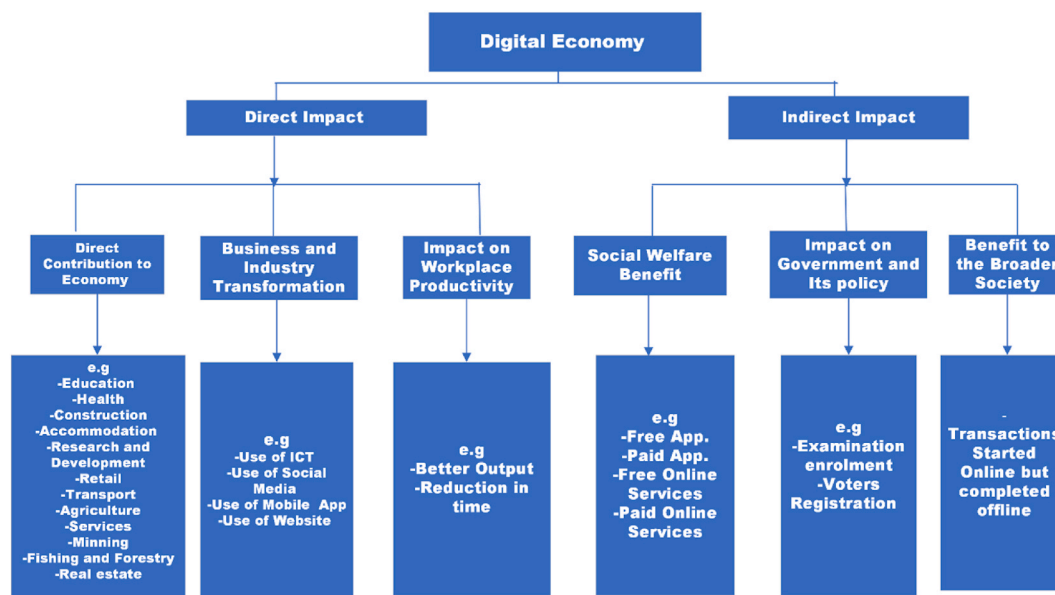 Digital Economy
Direct Impact
Indirect Impact
Direct
Contribution to
Economy
Business and
Industry
Transformation
Impact on
Workplace
Productivity
Social Welfare
Benefit
Impact on
Government and
Its policy
Benefit to
the Broader
Society
e.g
-Education
-Health
-Construction
-Accommodation
-Research and
Development
-Retail
-Transport
-Agriculture
-Services
-Minning
-Fishing and Forestry
-Real estate
e.g
-Use of ICT
-Use of Social
Media
-Use of Mobile App
-Use of Website
e.g
-Better Output
-Reduction in
time
e.g
-Free App.
-Paid App.
-Free Online
Services
-Paid Online
Services
e.g
-Examination
enrolment
-Voters
Registration
-
Transactions
Started
Online but
completed
offline